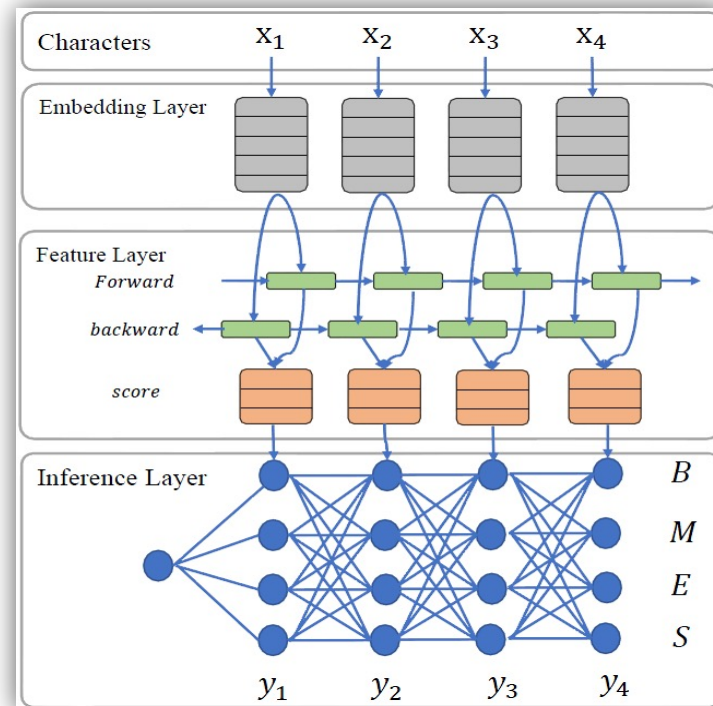 Characters x₁ x₂ x₃ x₄
Embedding Layer
Feature Layer
Forward
backward
score
Inference Layer
B
M
E
S
y₁ y₂ y₃ y₄